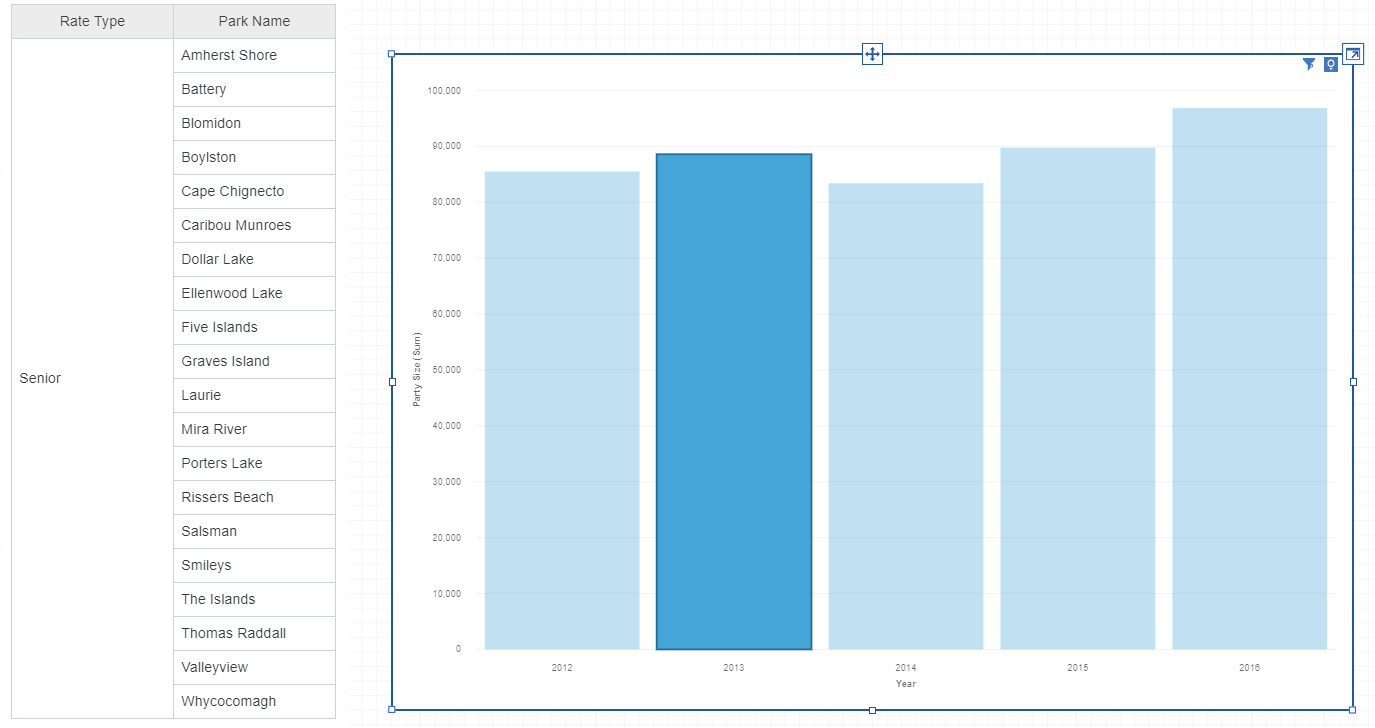 Rate Type Park Name
Senior
Amherst Shore
Battery
Blomidon
Boylston
Cape Chignecto
Caribou Munroes
Dollar Lake
Ellenwood Lake
Five Islands
Graves Island
Laurie
Mira River
Porters Lake
Rissers Beach
Salsman
Smileys
The Islands
Thomas Raddall
Valleyview
Whycocomagh
Party Size (Sum)
100,000
90,000
80,000
70,000
60,000
50,000
40,000
30,000
20,000
10,000
0
2012 2013 2014 2015 2016
Year